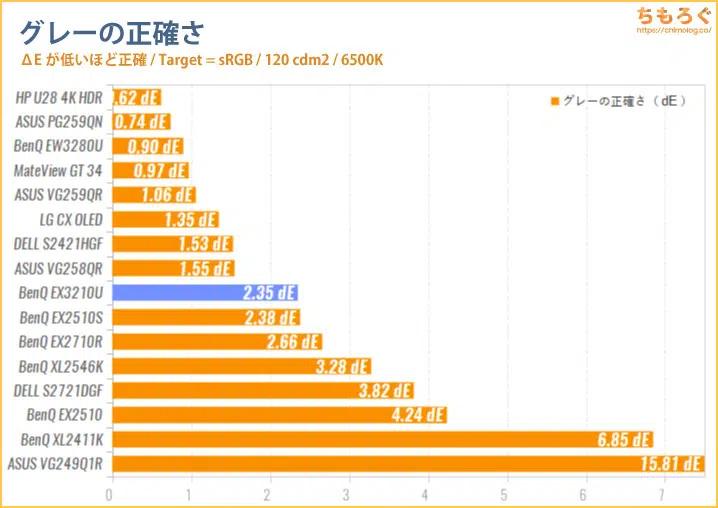 グレーの正確さ
ちもろぐ
https://chimolog.co/
ΔE が低いほど正確 / Target = sRGB / 120 cdm2 / 6500K
グレーの正確さ（dE）
HP U28 4K HDR .62 dE
ASUS PG259QN 0.74 dE
BenQ EW3280U 0.90 dE
MateView GT 34 0.97 dE
ASUS VG259QR 1.06 dE
LG CX OLED 1.35 dE
DELL S2421HGF 1.53 dE
ASUS VG258QR 1.55 dE
BenQ EX3210U 2.35 dE
BenQ EX2510S 2.38 dE
BenQ EX2710R 2.66 dE
BenQ XL2546K 3.28 dE
DELL S2721DGF 3.82 dE
BenQ EX2510 4.24 dE
BenQ XL2411K 6.85 dE
ASUS VG249Q1R 15.81 dE
0 1 2 3 4 5 6 7